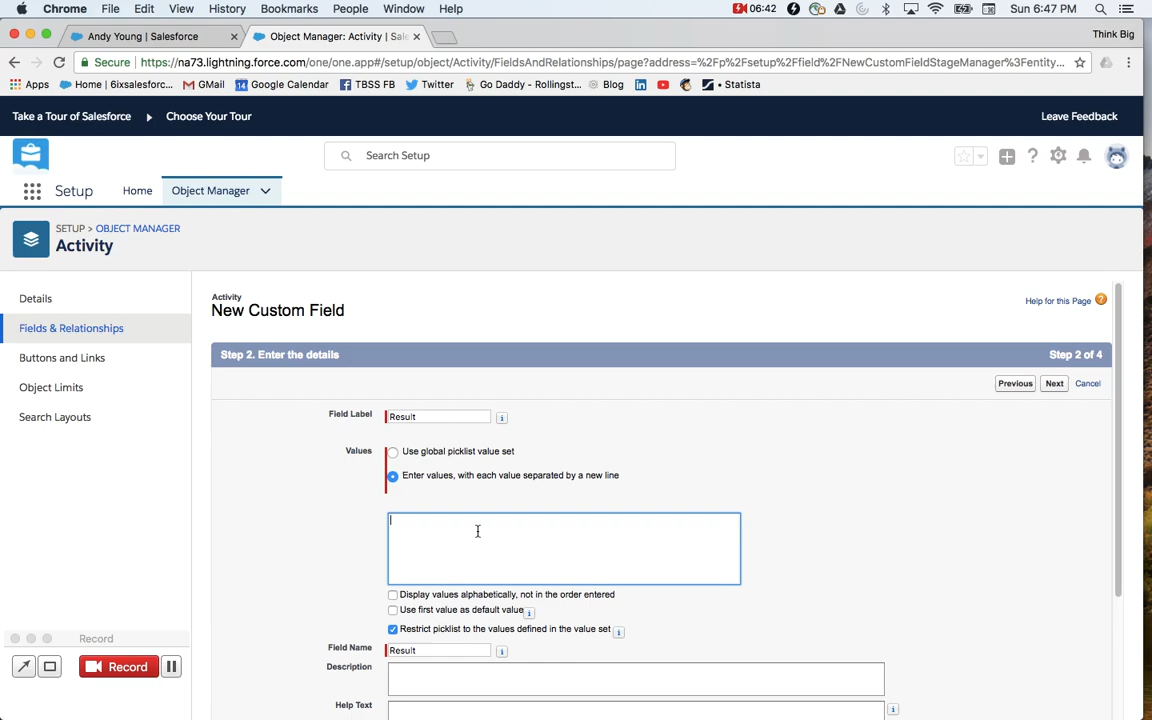 Chrome File Edit View History Bookmarks People Window Help 06:42 Sun 6:47 PM
Andy Young | Salesforce × Object Manager: Activity | Sale ×
Think Big
Secure https://na73.lightning.force.com/one/one.app#/setup/object/Activity/FieldsAndRelationships/page?address=%2Fp%2Fsetup%2Ffield%2FNewCustomFieldStageManager%3Fentity...
Apps Home | 6ixsalesforc... GMail 14 Google Calendar TBSS FB Twitter Go Daddy - Rollingst... Blog • Statista
Take a Tour of Salesforce Choose Your Tour Leave Feedback
Search Setup
Setup Home Object Manager
SETUP > OBJECT MANAGER
Activity
Details
Fields & Relationships
Buttons and Links
Object Limits
Search Layouts
Activity
New Custom Field
Help for this Page ?
Step 2. Enter the details Step 2 of 4
Previous Next Cancel
Field Label Result i
Values Use global picklist value set
Enter values, with each value separated by a new line
Display values alphabetically, not in the order entered
Use first value as default value i
Restrict picklist to the values defined in the value set i
Field Name Result i
Description
Help Text i
Record
Record